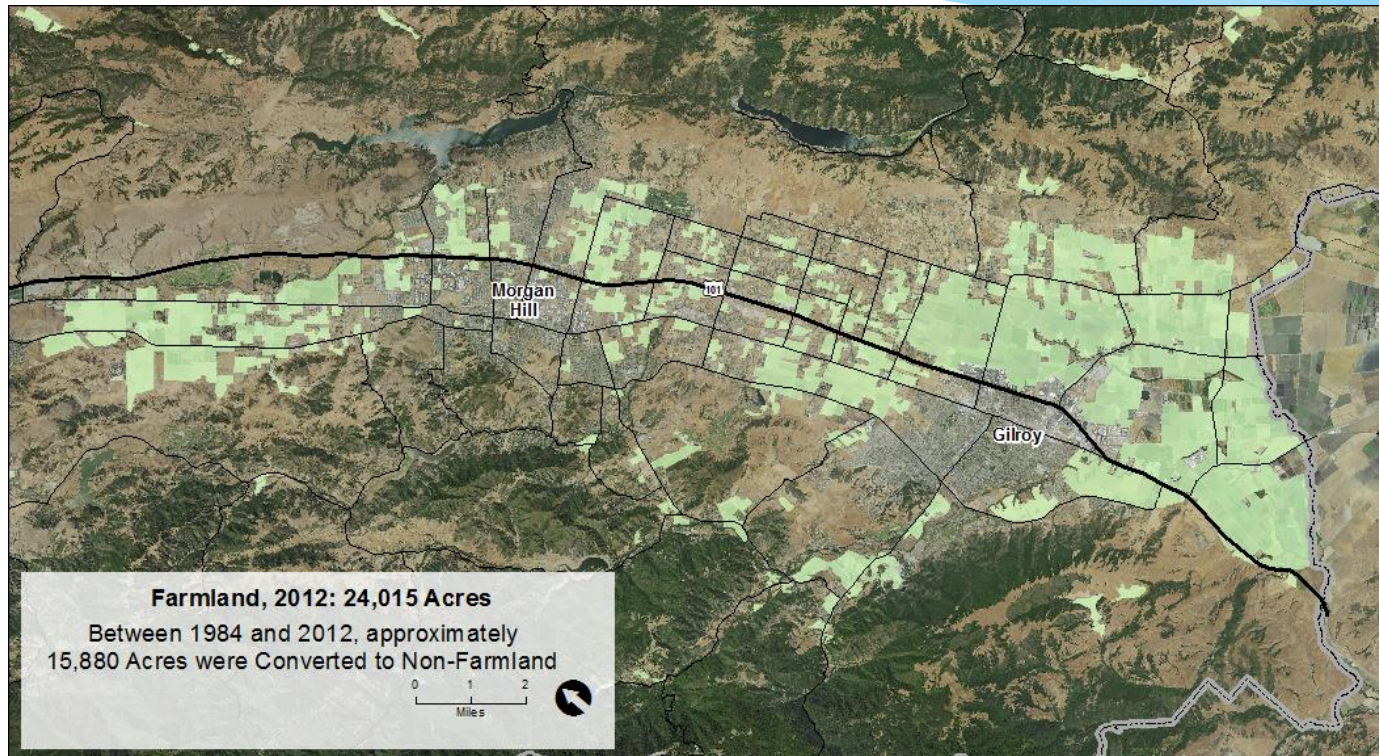 Morgan
Hill
101
Gilroy
Farmland, 2012: 24,015 Acres
Between 1984 and 2012, approximately
15,880 Acres were Converted to Non-Farmland
0 1 2
Miles